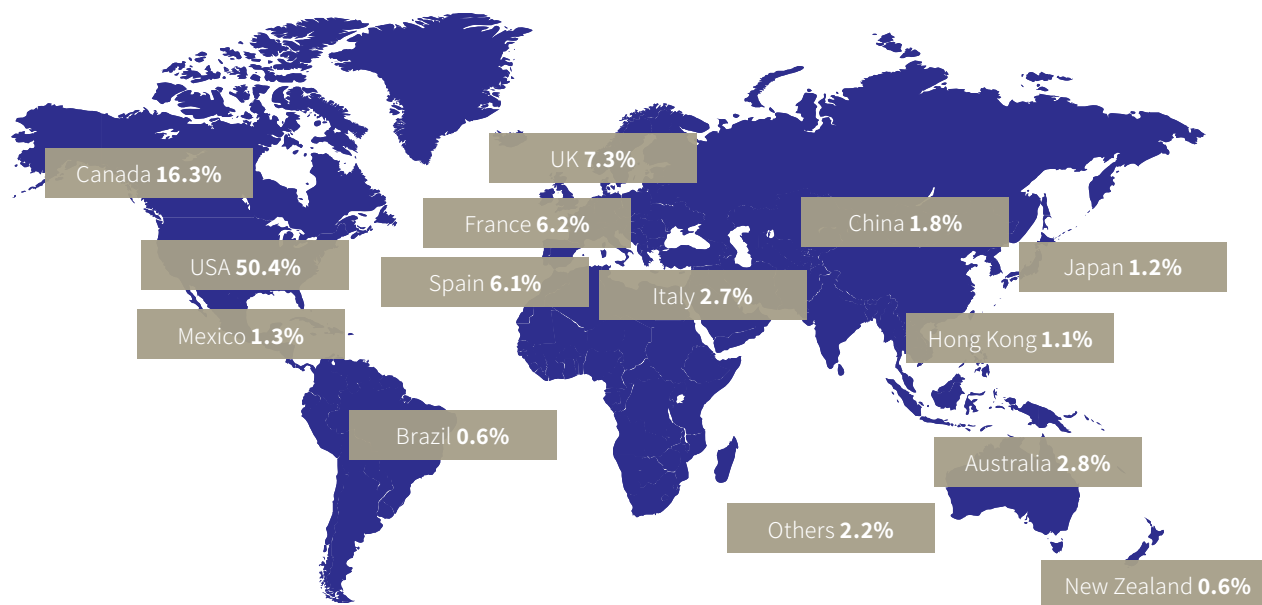 UK 7.3%
Canada 16.3%
France 6.2%
China 1.8%
USA 50.4%
Japan 1.2%
Spain 6.1%
Italy 2.7%
Mexico 1.3%
Hong Kong 1.1%
Brazil 0.6%
Australia 2.8%
Others 2.2%
New Zealand 0.6%